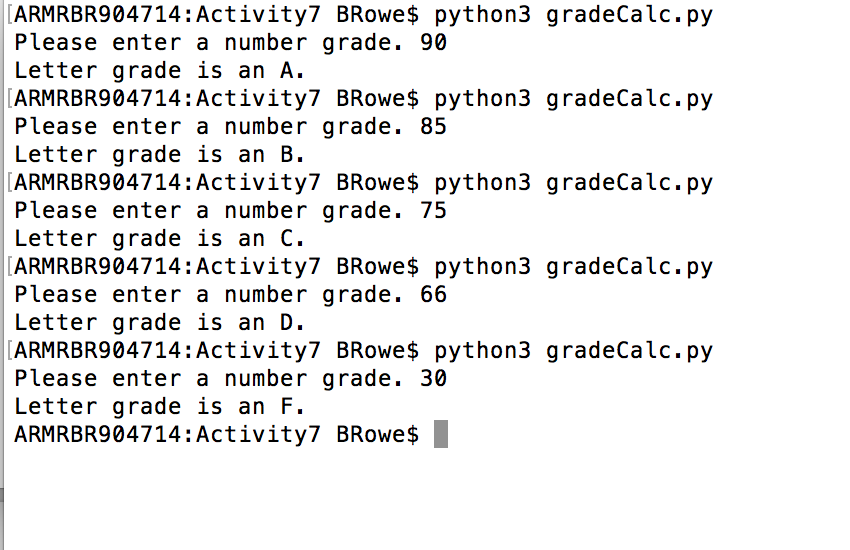 [ARMRBR904714:Activity7 BRowe$ python3 gradeCalc.py
Please enter a number grade. 90
Letter grade is an A.
[ARMRBR904714:Activity7 BRowe$ python3 gradeCalc.py
Please enter a number grade. 85
Letter grade is an B.
[ARMRBR904714:Activity7 BRowe$ python3 gradeCalc.py
Please enter a number grade. 75
Letter grade is an C.
[ARMRBR904714:Activity7 BRowe$ python3 gradeCalc.py
Please enter a number grade. 66
Letter grade is an D.
[ARMRBR904714:Activity7 BRowe$ python3 gradeCalc.py
Please enter a number grade. 30
Letter grade is an F.
ARMRBR904714:Activity7 BRowe$